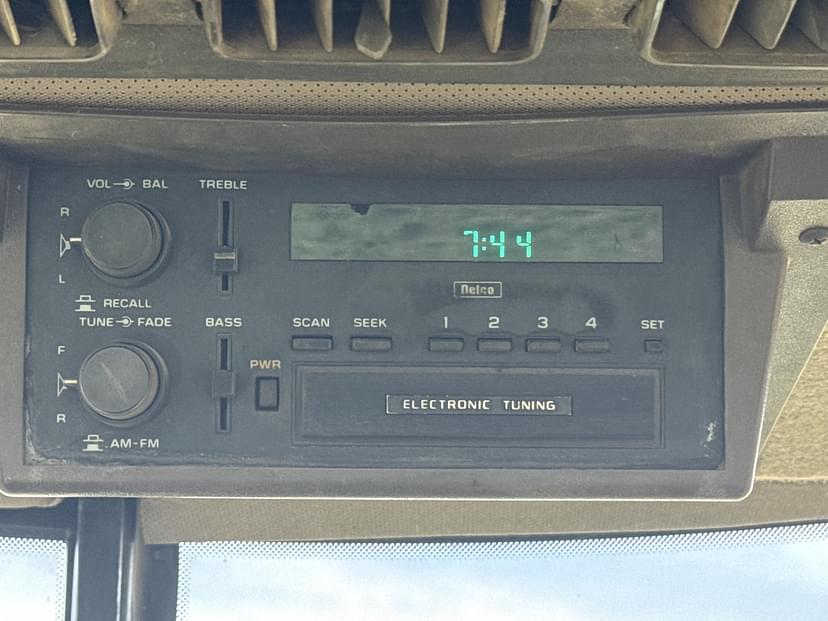 VOL BAL TREBLE
R
7:44
L
Delco
RECALL
TUNE FADE BASS SCAN SEEK 1 2 3 4 SET
F
PWR
ELECTRONIC TUNING
R
AM-FM